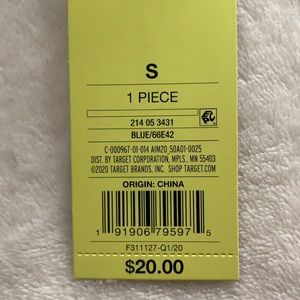 S
1 PIECE
214 05 3431
BLUE/66E42
C-000967-01-014 AIM20_50A01-0025
DIST. BY TARGET CORPORATION, MPLS., MN 55403
©2020 TARGET BRANDS, INC. SHOP TARGET.COM
ORIGIN: CHINA
1 91906 79597 5
F311127-Q1/20
$20.00